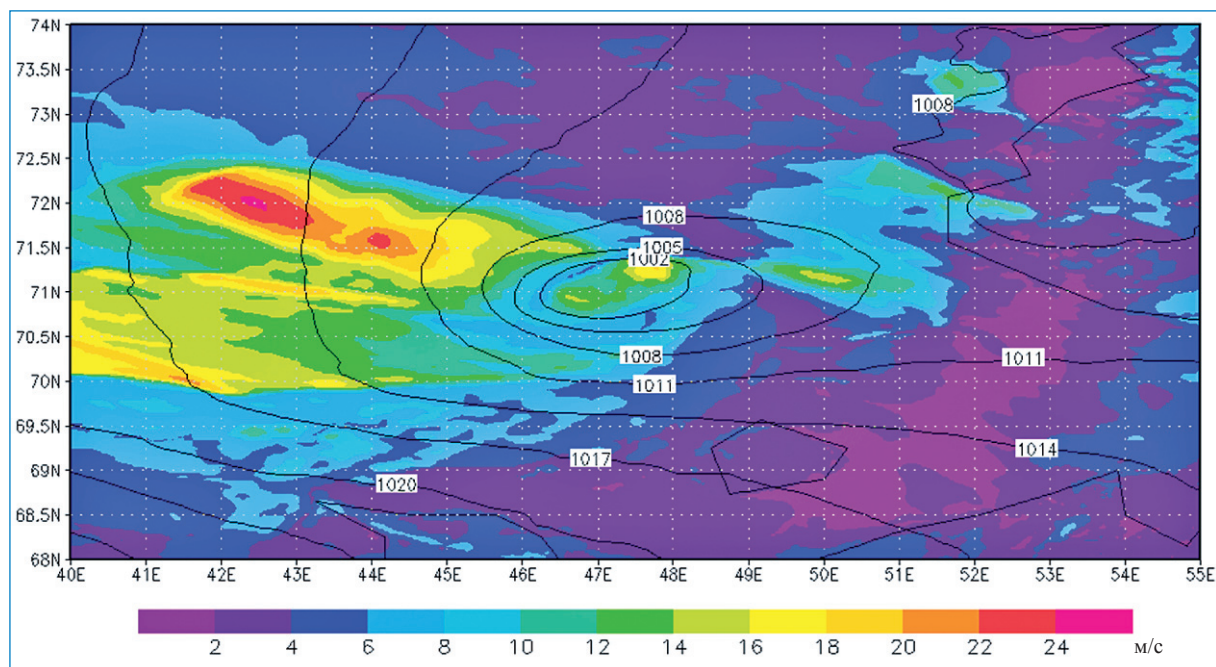 74N
73.5N
73N
1008
72.5N
72N
1008
71.5N
1005
1002
71N
70.5N
1008
1011
70N
1011
69.5N
1014
1017
69N
1020
68.5N
68N
40E 41E 42E 43E 44E 45E 46E 47E 48E 49E 50E 51E 52E 53E 54E 55E
2 4 6 8 10 12 14 16 18 20 22 24 м/с